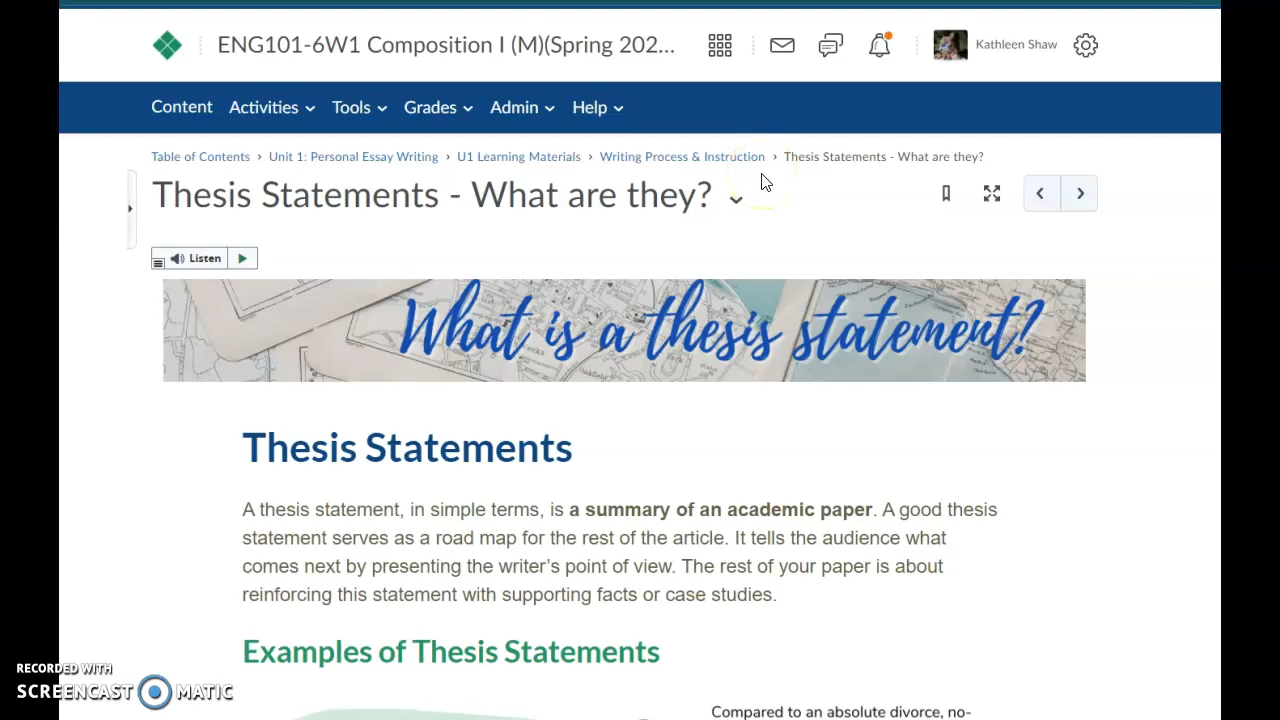 ENG101-6W1 Composition I (M)(Spring 202...
Kathleen Shaw
Content Activities Tools Grades Admin Help
Table of Contents › Unit 1: Personal Essay Writing › U1 Learning Materials › Writing Process & Instruction › Thesis Statements - What are they?
Thesis Statements - What are they?
Listen
What is a thesis statement?
Thesis Statements
A thesis statement, in simple terms, is a summary of an academic paper. A good thesis
statement serves as a road map for the rest of the article. It tells the audience what
comes next by presenting the writer's point of view. The rest of your paper is about
reinforcing this statement with supporting facts or case studies.
Examples of Thesis Statements
Compared to an absolute divorce, no-
RECORDED WITH
SCREENCAST MATIC